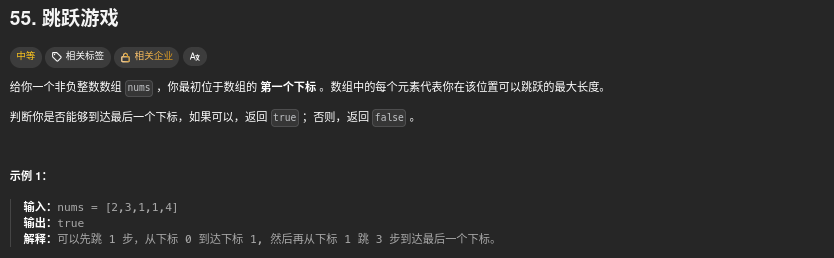 55. 跳跃游戏
中等 相关标签 相关企业 Aず
给你一个非负整数数组 nums ，你最初位于数组的 第一个下标 。数组中的每个元素代表你在该位置可以跳跃的最大长度。
判断你是否能够到达最后一个下标，如果可以，返回 true ；否则，返回 false 。
示例 1：
输入：nums = [2,3,1,1,4]
输出：true
解释：可以先跳 1 步，从下标 0 到达下标 1, 然后再从下标 1 跳 3 步到达最后一个下标。